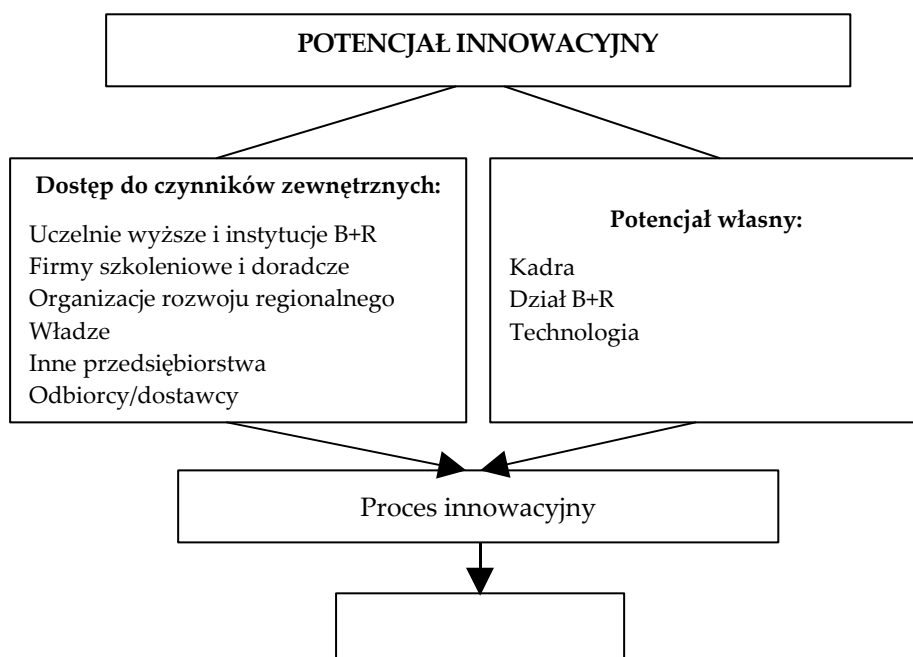 POTENCJAŁ INNOWACYJNY
Dostęp do czynników zewnętrznych:
Uczelnie wyższe i instytucje B+R
Firmy szkoleniowe i doradcze
Organizacje rozwoju regionalnego
Władze
Inne przedsiębiorstwa
Odbiorcy/dostawcy
Potencjał własny:
Kadra
Dział B+R
Technologia
Proces innowacyjny